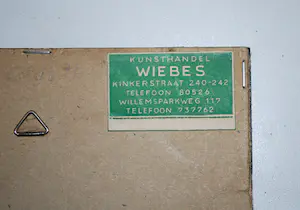 KUNSTHANDEL
WIEBES
KINKERSTRAAT 240-242
TELEFOON 80526
WILLEMSPARKWEG 117
TELEFOON 737762